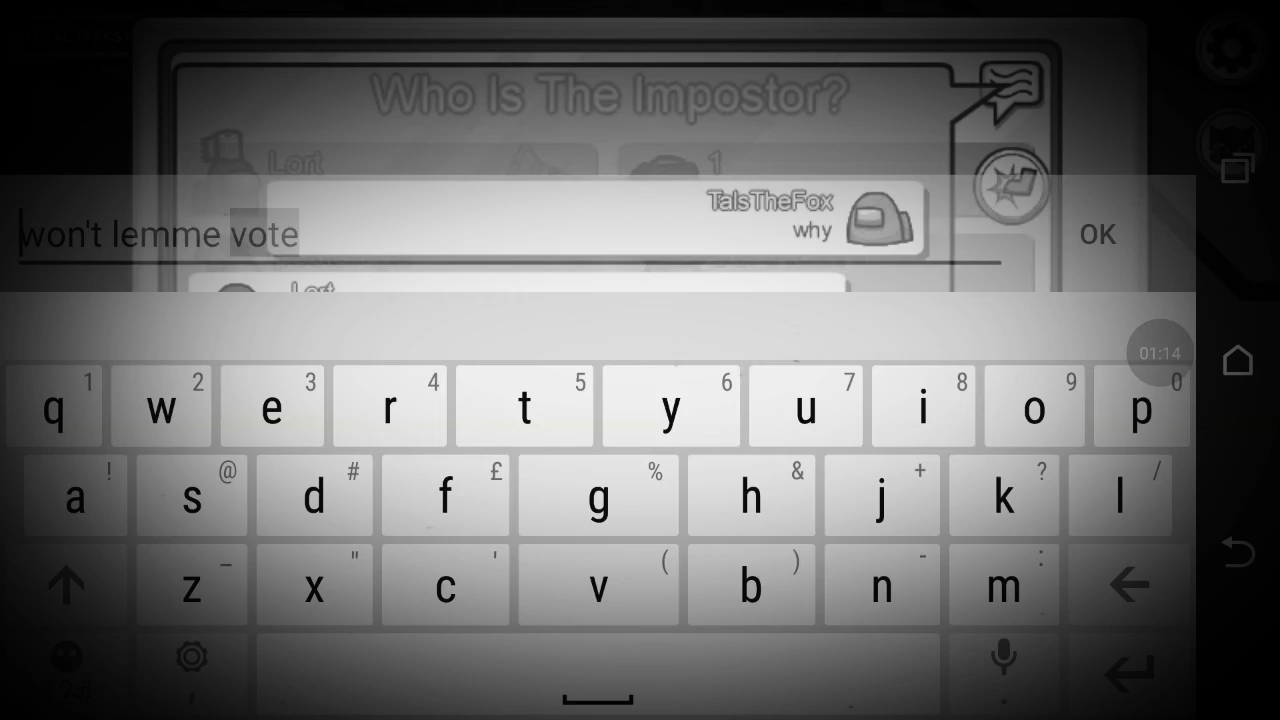 Who Is The Impostor?
Lort
1
TalsTheFox
why
won't lemme vote
OK
Lort
01:14
1 2 3 4 5 6 7 8 9 0
q w e r t y u i o p
! @ # £ % & + ? /
a s d f g h j k l
_ " ' ( ) - :
z x c v b n m
, .